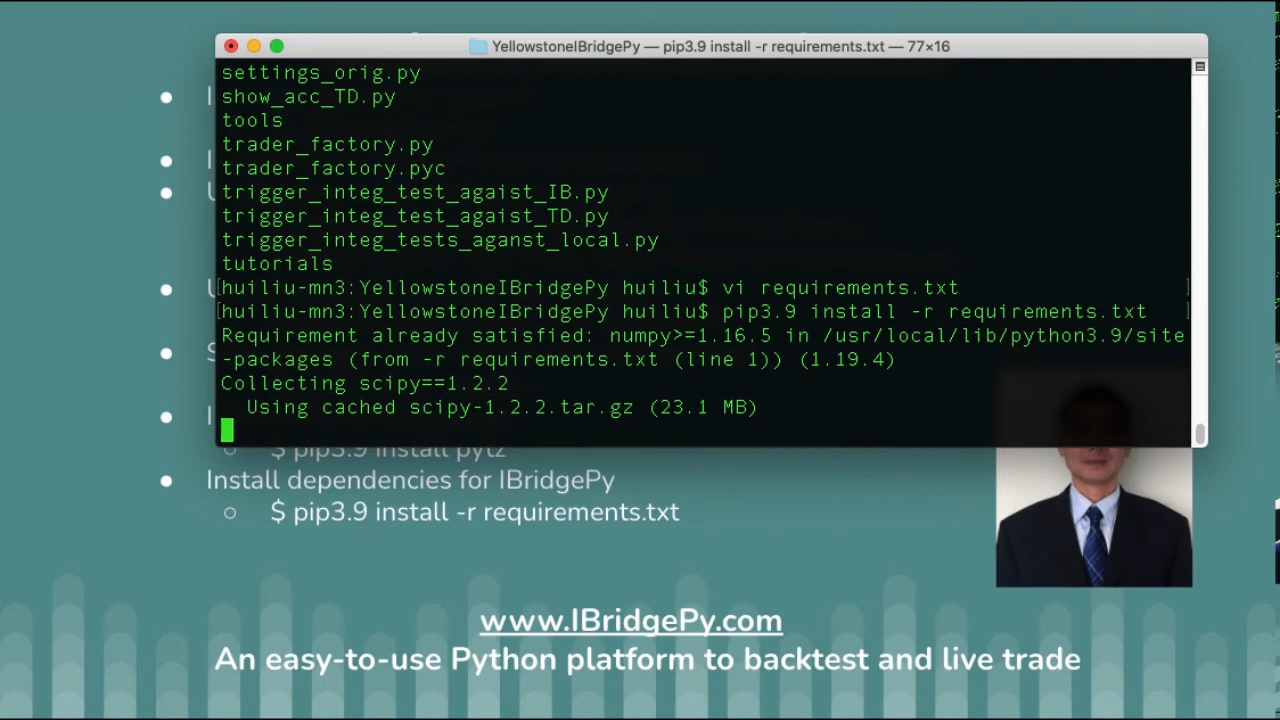 YellowstoneIBridgePy — pip3.9 install -r requirements.txt — 77×16
settings_orig.py
show_acc_TD.py
tools
trader_factory.py
trader_factory.pyc
trigger_integ_test_agaist_IB.py
trigger_integ_test_agaist_TD.py
trigger_integ_tests_aganst_local.py
tutorials
[huiliu-mn3:YellowstoneIBridgePy huiliu$ vi requirements.txt ]
[huiliu-mn3:YellowstoneIBridgePy huiliu$ pip3.9 install -r requirements.txt ]
Requirement already satisfied: numpy>=1.16.5 in /usr/local/lib/python3.9/site
-packages (from -r requirements.txt (line 1)) (1.19.4)
Collecting scipy==1.2.2
Using cached scipy-1.2.2.tar.gz (23.1 MB)
$ pip3.9 install pytz
Install dependencies for IBridgePy
$ pip3.9 install -r requirements.txt
www.IBridgePy.com
An easy-to-use Python platform to backtest and live trade